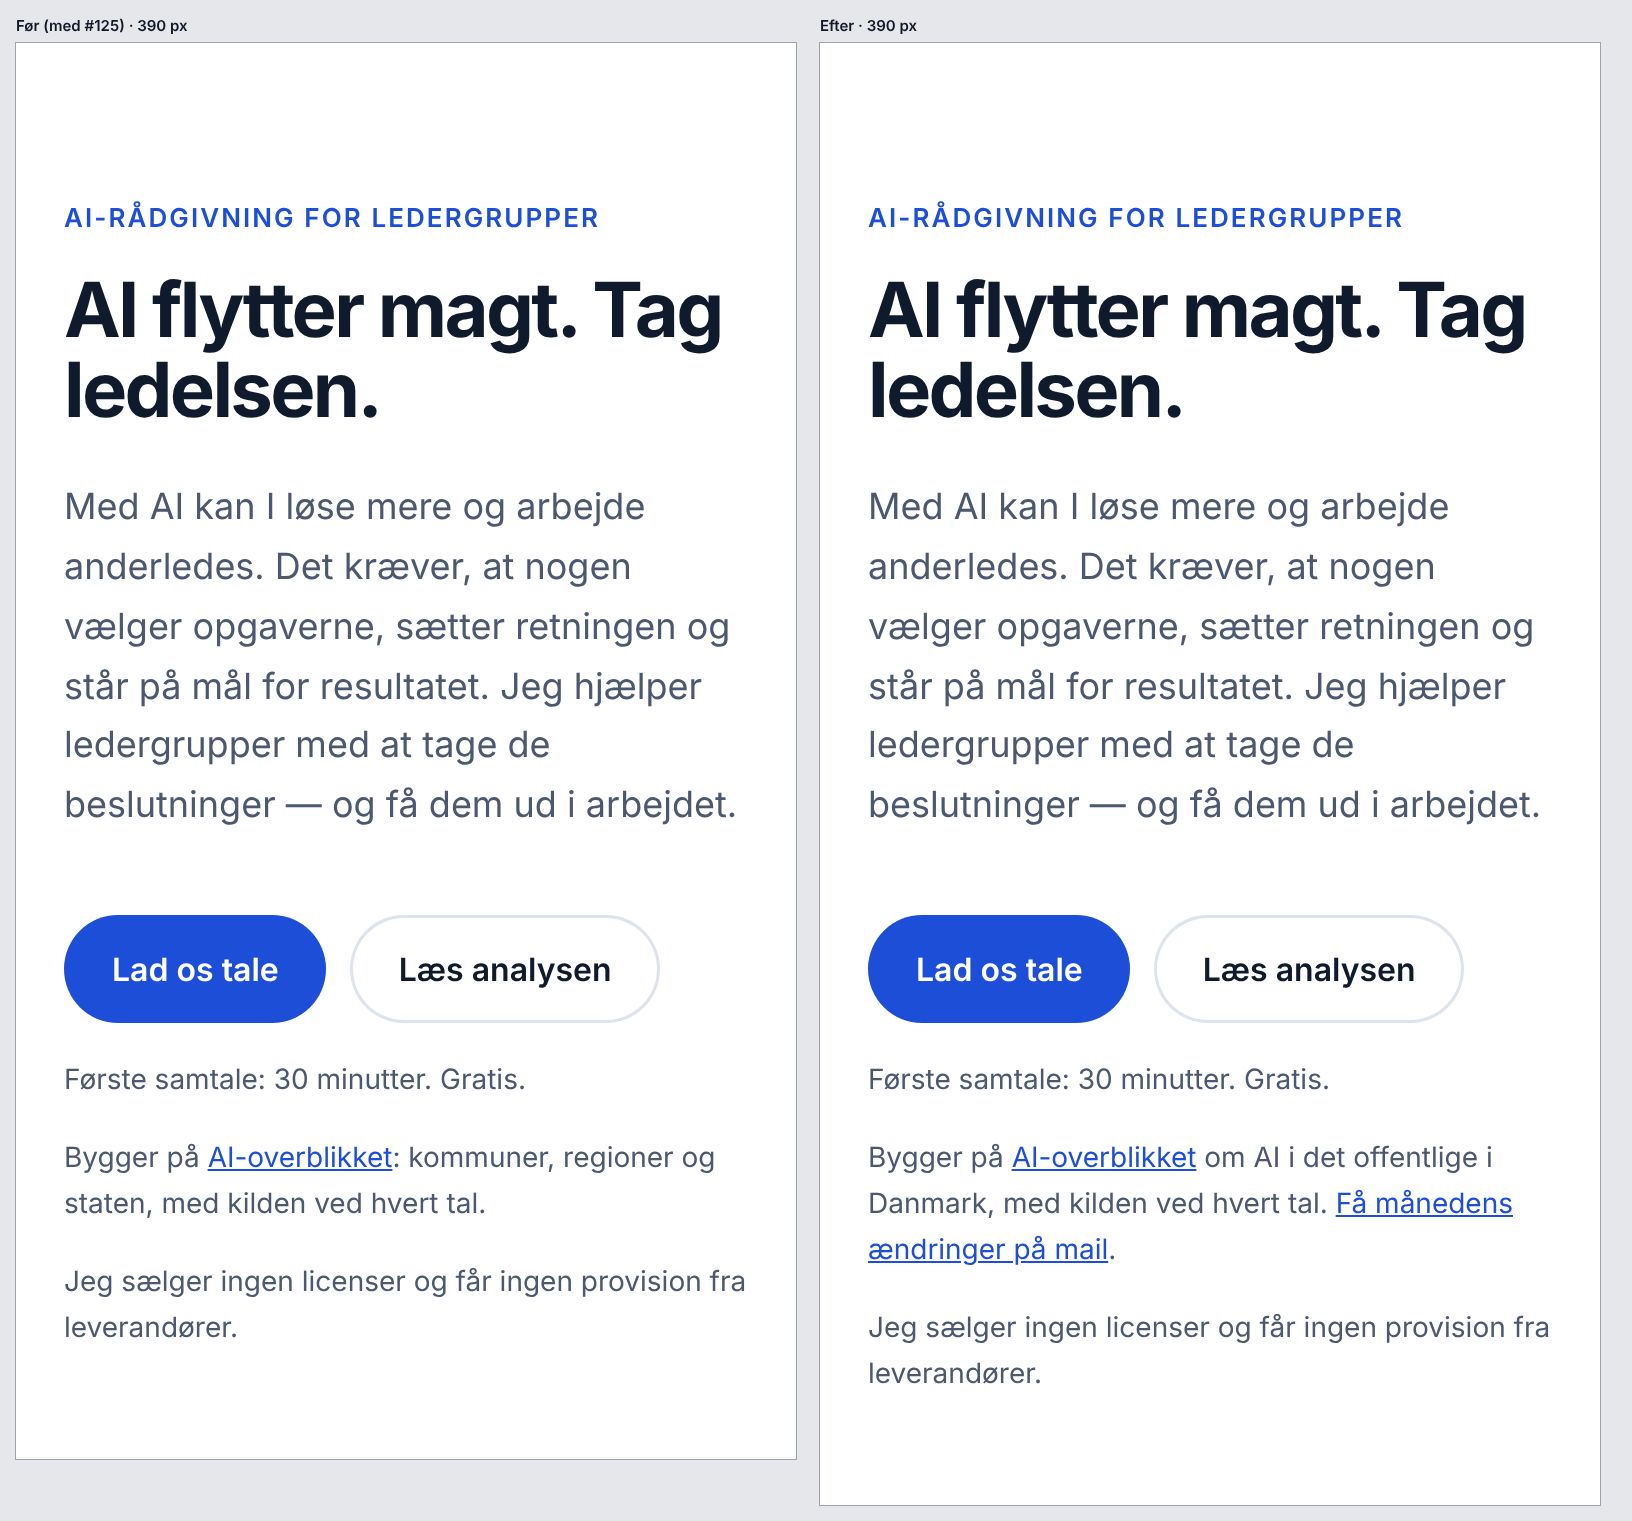 Før (med #125) · 390 px
AI-RÅDGIVNING FOR LEDERGRUPPER
AI flytter magt. Tag
ledelsen.
Med AI kan I løse mere og arbejde
anderledes. Det kræver, at nogen
vælger opgaverne, sætter retningen og
står på mål for resultatet. Jeg hjælper
ledergrupper med at tage de
beslutninger — og få dem ud i arbejdet.
Lad os tale
Læs analysen
Første samtale: 30 minutter. Gratis.
Bygger på AI-overblikket: kommuner, regioner og
staten, med kilden ved hvert tal.
Jeg sælger ingen licenser og får ingen provision fra
leverandører.
Efter · 390 px
AI-RÅDGIVNING FOR LEDERGRUPPER
AI flytter magt. Tag
ledelsen.
Med AI kan I løse mere og arbejde
anderledes. Det kræver, at nogen
vælger opgaverne, sætter retningen og
står på mål for resultatet. Jeg hjælper
ledergrupper med at tage de
beslutninger — og få dem ud i arbejdet.
Lad os tale
Læs analysen
Første samtale: 30 minutter. Gratis.
Bygger på AI-overblikket om AI i det offentlige i
Danmark, med kilden ved hvert tal. Få månedens
ændringer på mail.
Jeg sælger ingen licenser og får ingen provision fra
leverandører.